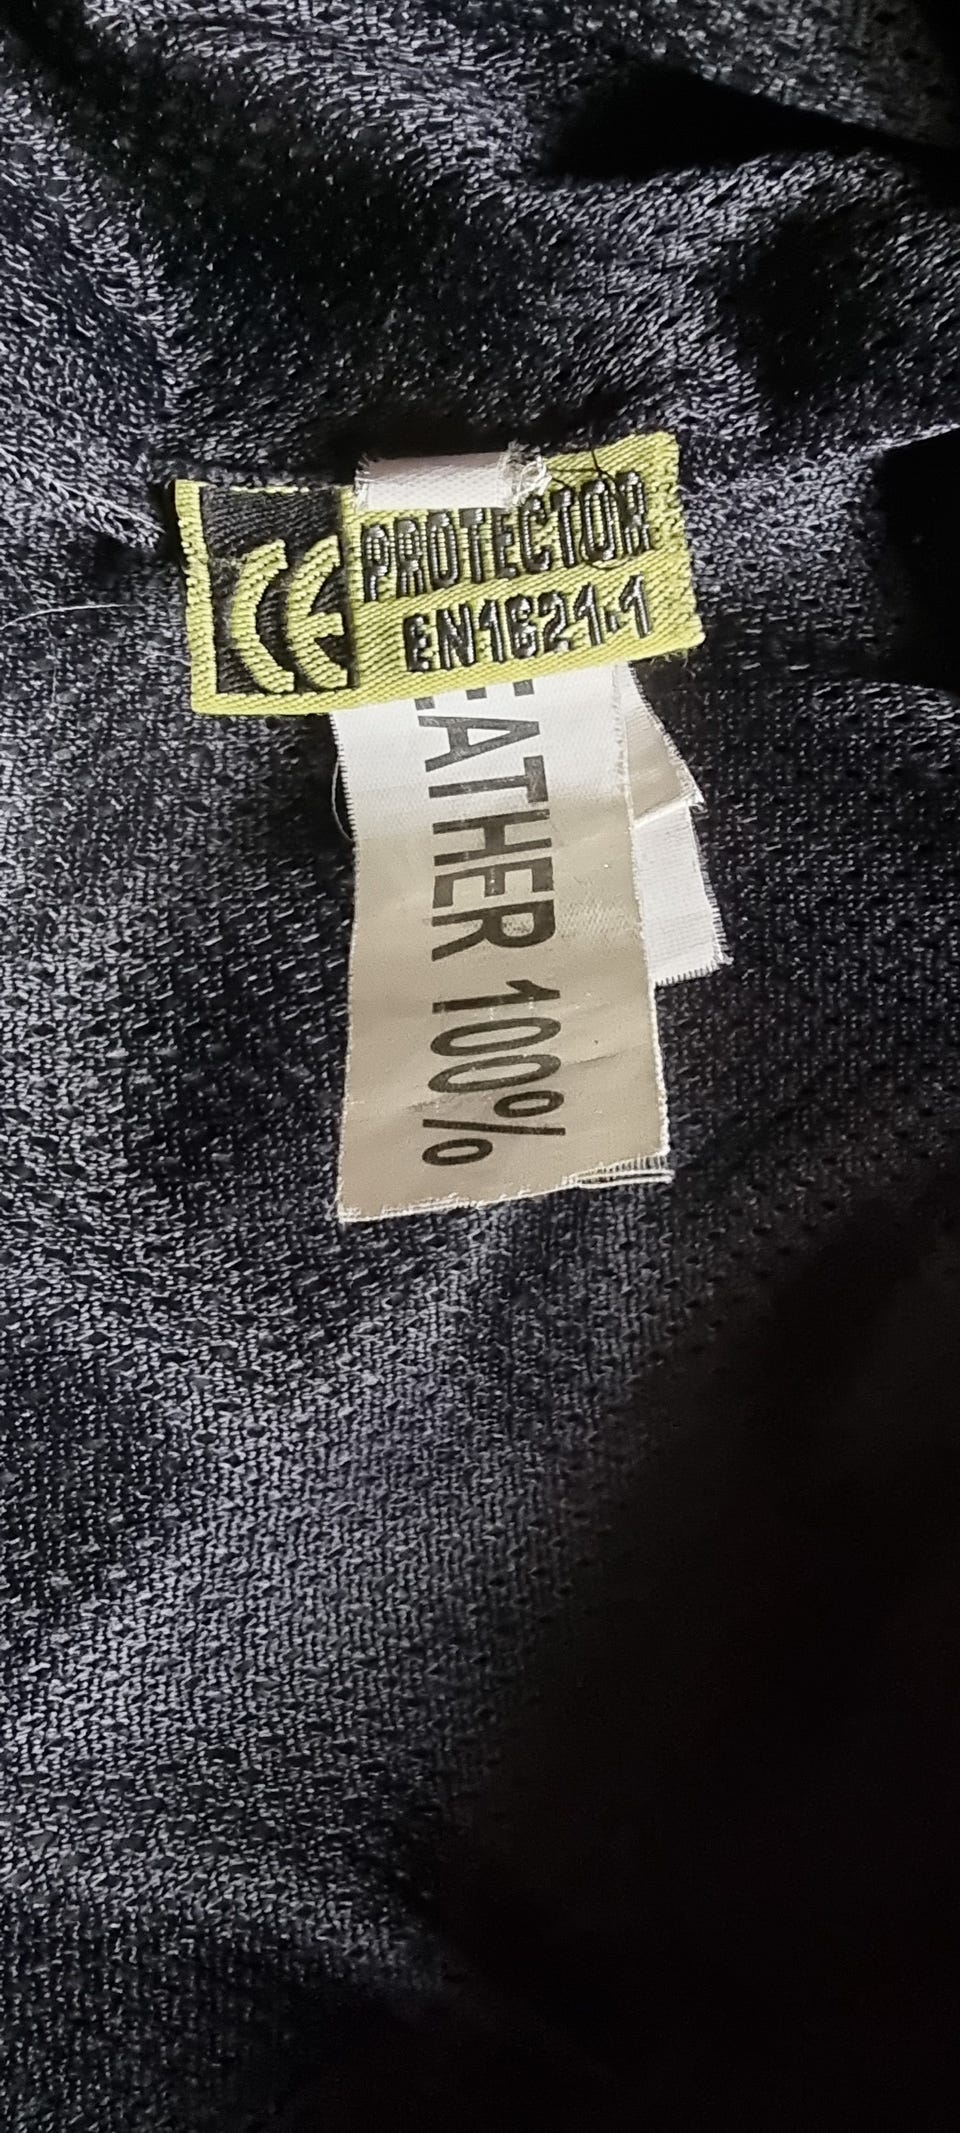 CE
PROTECTOR
EN1621.1
EATHER 100%